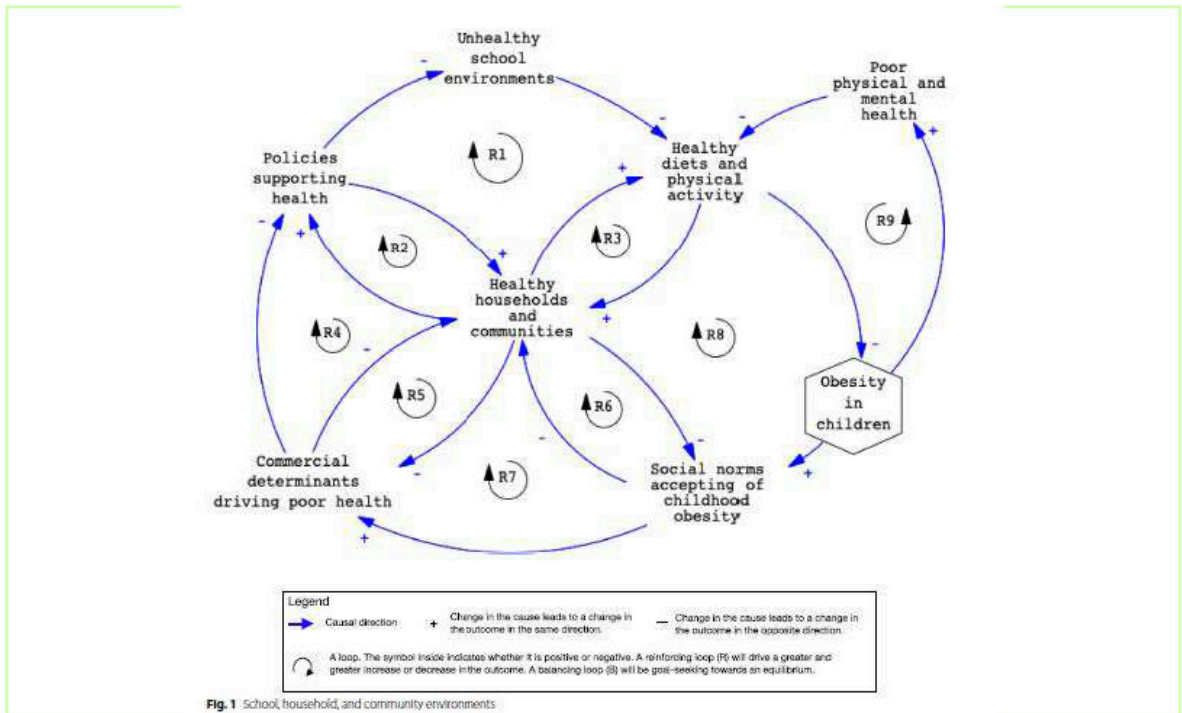 Unhealthy
school
environments
Poor
physical and
mental
health
Policies
supporting
health
Healthy
diets and
physical
activity
Healthy
households
and
communities
Obesity
in
children
Commercial
determinants
driving poor health
Social norms
accepting of
childhood
obesity
-
-
-
+
+
R1
R9
-
+
R2
R3
+
+
-
R4
-
R8
R5
R6
-
-
-
+
R7
+
Legend
Causal direction
+ Change in the cause leads to a change in
the outcome in the same direction.
— Change in the cause leads to a change in
the outcome in the opposite direction.
A loop. The symbol inside indicates whether it is positive or negative. A reinforcing loop (R) will drive a greater and
greater increase or decrease in the outcome. A balancing loop (B) will be goal-seeking towards an equilibrium.
Fig. 1 School, household, and community environments